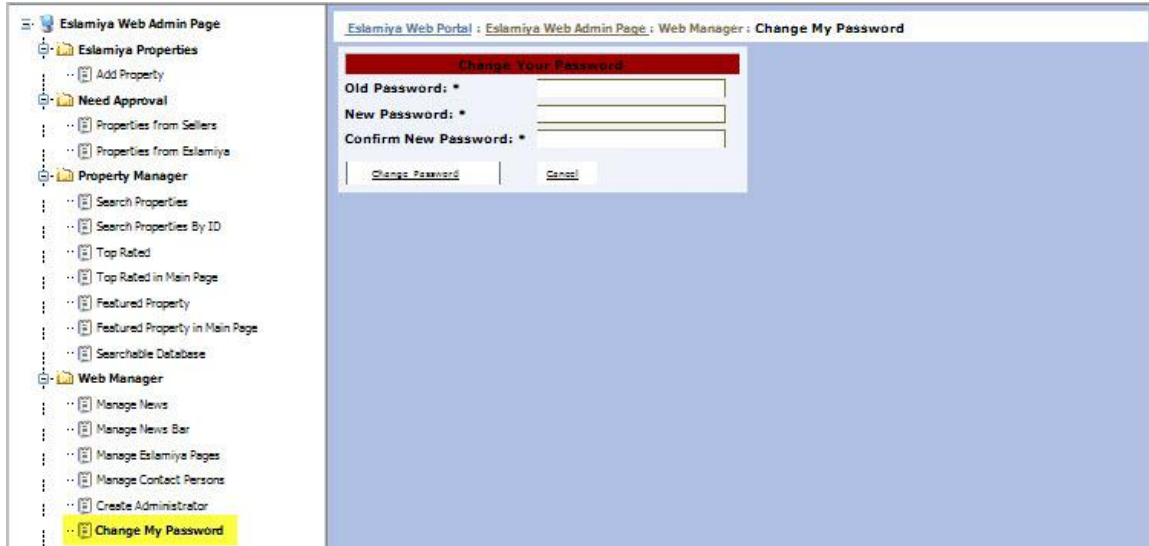 Eslamiya Web Admin Page
Eslamiya Properties
Add Property
Need Approval
Properties from Sellers
Properties from Eslamiya
Property Manager
Search Properties
Search Properties By ID
Top Rated
Top Rated in Main Page
Featured Property
Featured Property in Main Page
Searchable Database
Web Manager
Manage News
Manage News Bar
Manage Eslamiya Pages
Manage Contact Persons
Create Administrator
Change My Password
Eslamiya Web Portal : Eslamiya Web Admin Page : Web Manager : Change My Password
Change Your Password
Old Password: *
New Password: *
Confirm New Password: *
Change Password Cancel